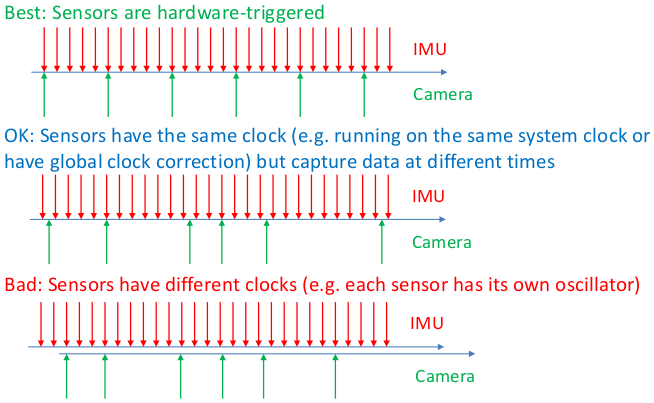 Best: Sensors are hardware-triggered
IMU
Camera
OK: Sensors have the same clock (e.g. running on the same system clock or
have global clock correction) but capture data at different times
IMU
Camera
Bad: Sensors have different clocks (e.g. each sensor has its own oscillator)
IMU
Camera